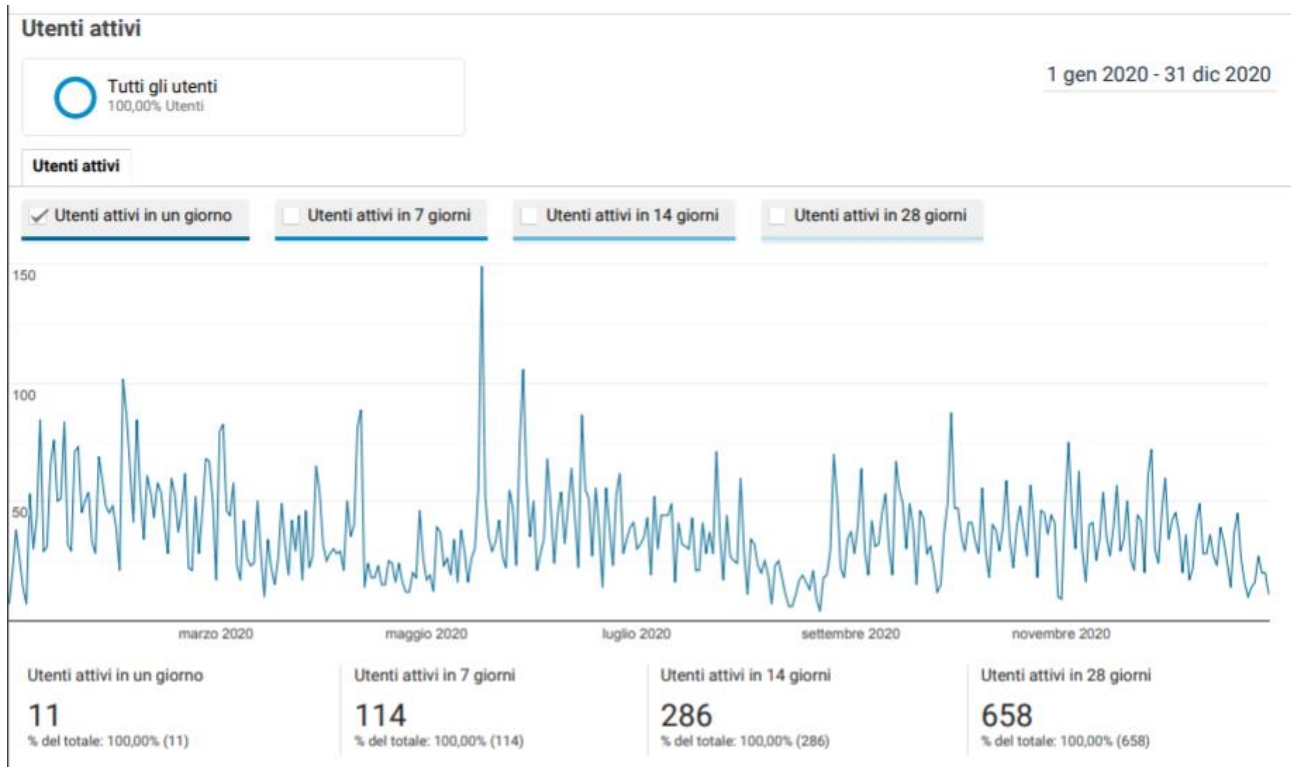 Utenti attivi
Tutti gli utenti
100,00% Utenti
1 gen 2020 - 31 dic 2020
Utenti attivi
Utenti attivi in un giorno
Utenti attivi in 7 giorni
Utenti attivi in 14 giorni
Utenti attivi in 28 giorni
150
100
50
marzo 2020
maggio 2020
luglio 2020
settembre 2020
novembre 2020
Utenti attivi in un giorno
11
% del totale: 100,00% (11)
Utenti attivi in 7 giorni
114
% del totale: 100,00% (114)
Utenti attivi in 14 giorni
286
% del totale: 100,00% (286)
Utenti attivi in 28 giorni
658
% del totale: 100,00% (658)